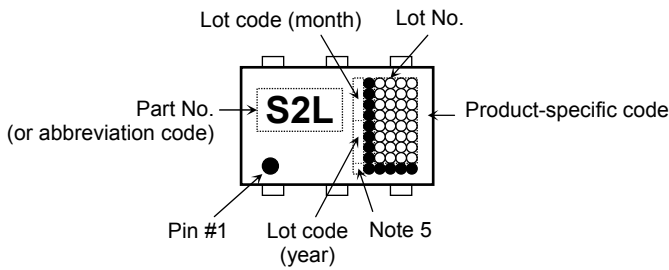 Lot code (month)
Lot No.
Part No.
(or abbreviation code)
S2L
Product-specific code
Pin #1
Lot code
(year)
Note 5